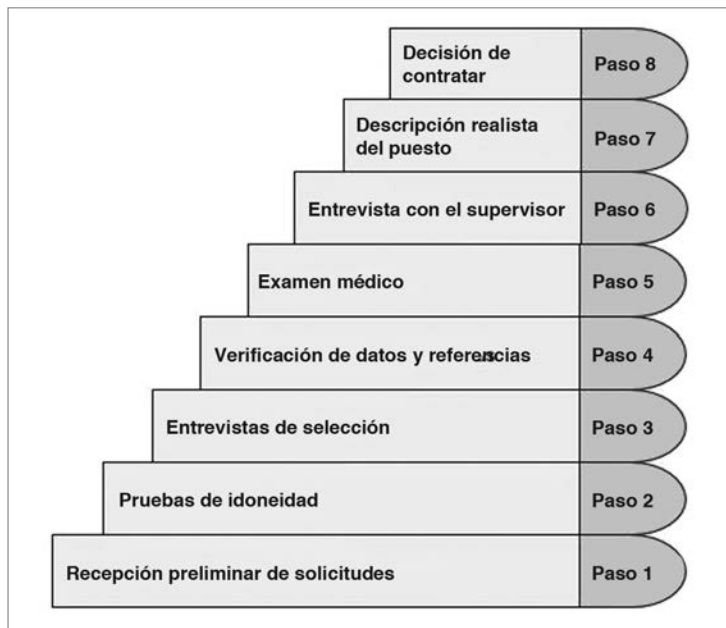 Decisión de
contratar
Paso 8
Descripción realista
del puesto
Paso 7
Entrevista con el supervisor
Paso 6
Examen médico
Paso 5
Verificación de datos y referencias
Paso 4
Entrevistas de selección
Paso 3
Pruebas de idoneidad
Paso 2
Recepción preliminar de solicitudes
Paso 1